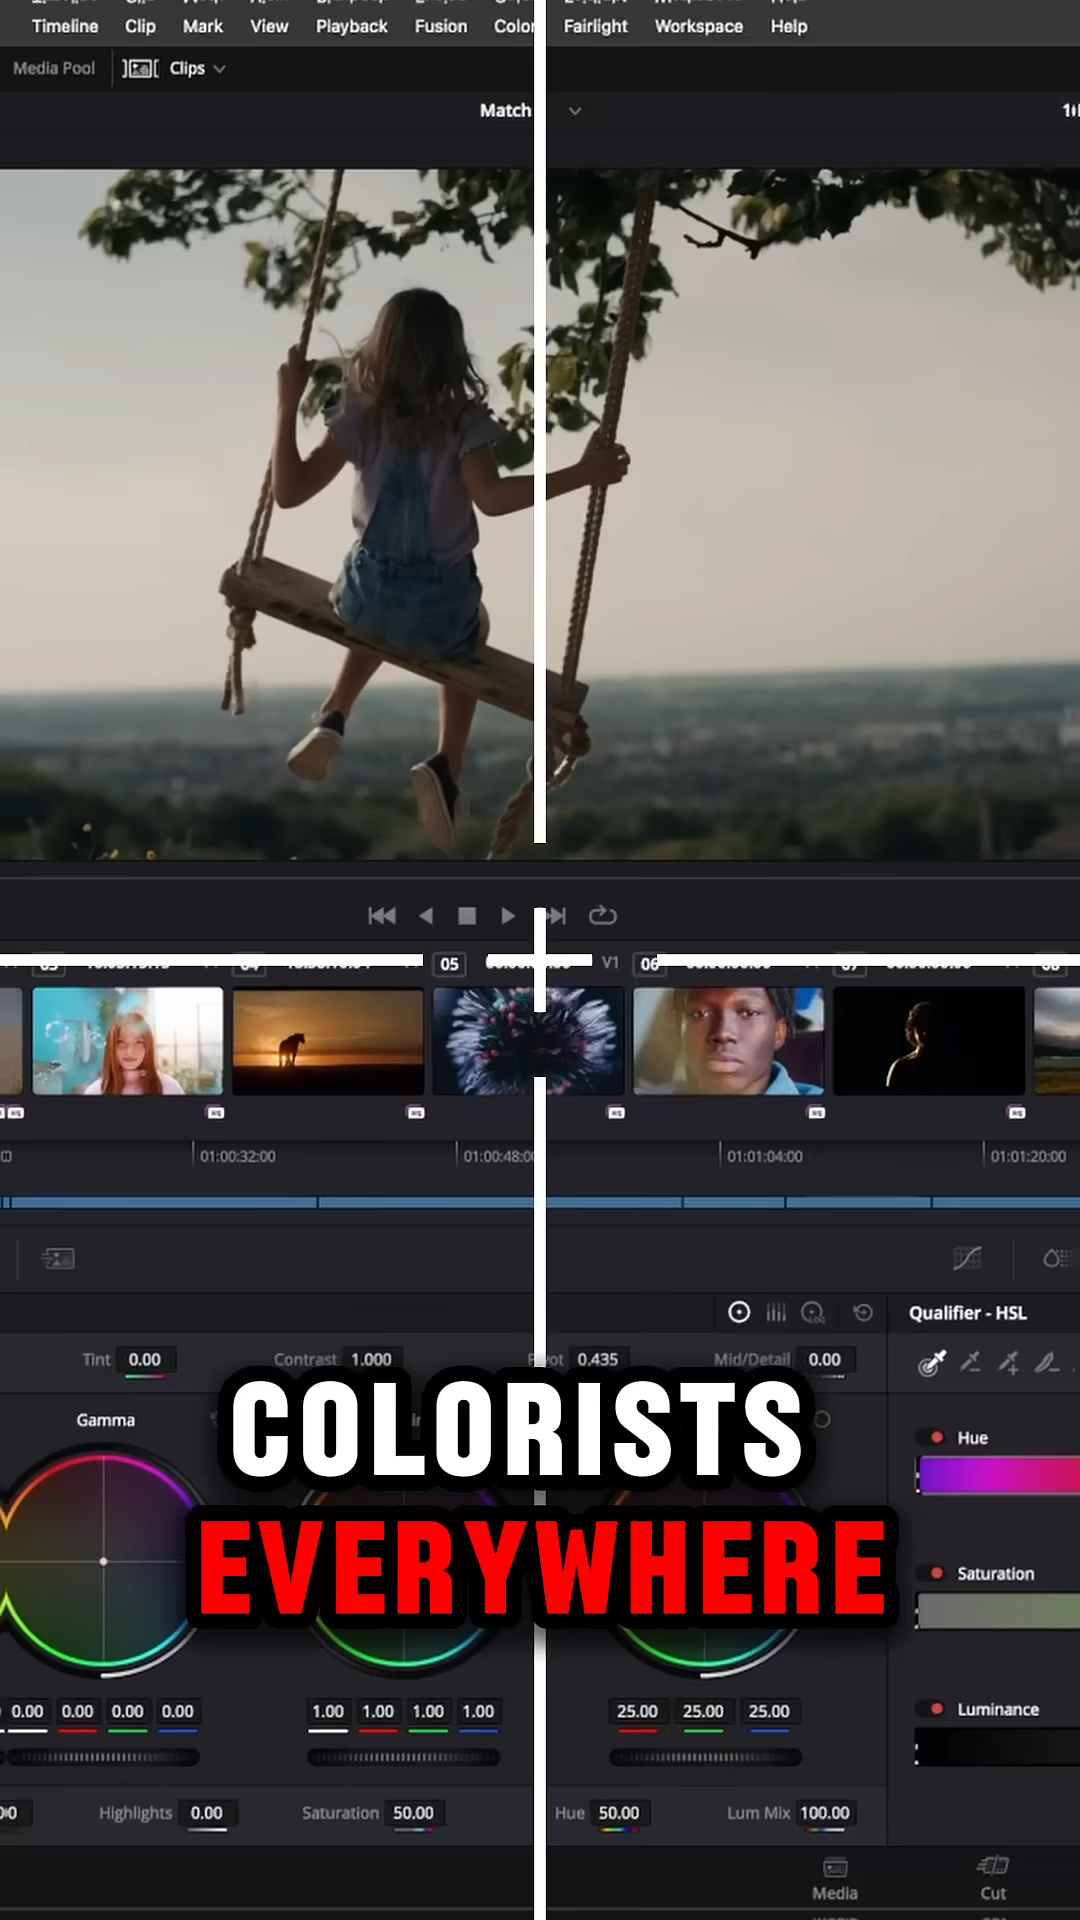 Timeline Clip Mark View Playback Fusion Color Fairlight Workspace Help
Media Pool Clips
Match
05 V1 06
01:00:32:00 01:00:48:00 01:01:04:00 01:01:20:00
Qualifier - HSL
Tint 0.00 Contrast 1.000 Pivot 0.435 Mid/Detail 0.00
Gamma
COLORISTS
EVERYWHERE
Hue
Saturation
Luminance
0.00 0.00 0.00 0.00 1.00 1.00 1.00 1.00 25.00 25.00 25.00
Highlights 0.00 Saturation 50.00 Hue 50.00 Lum Mix 100.00
Media Cut